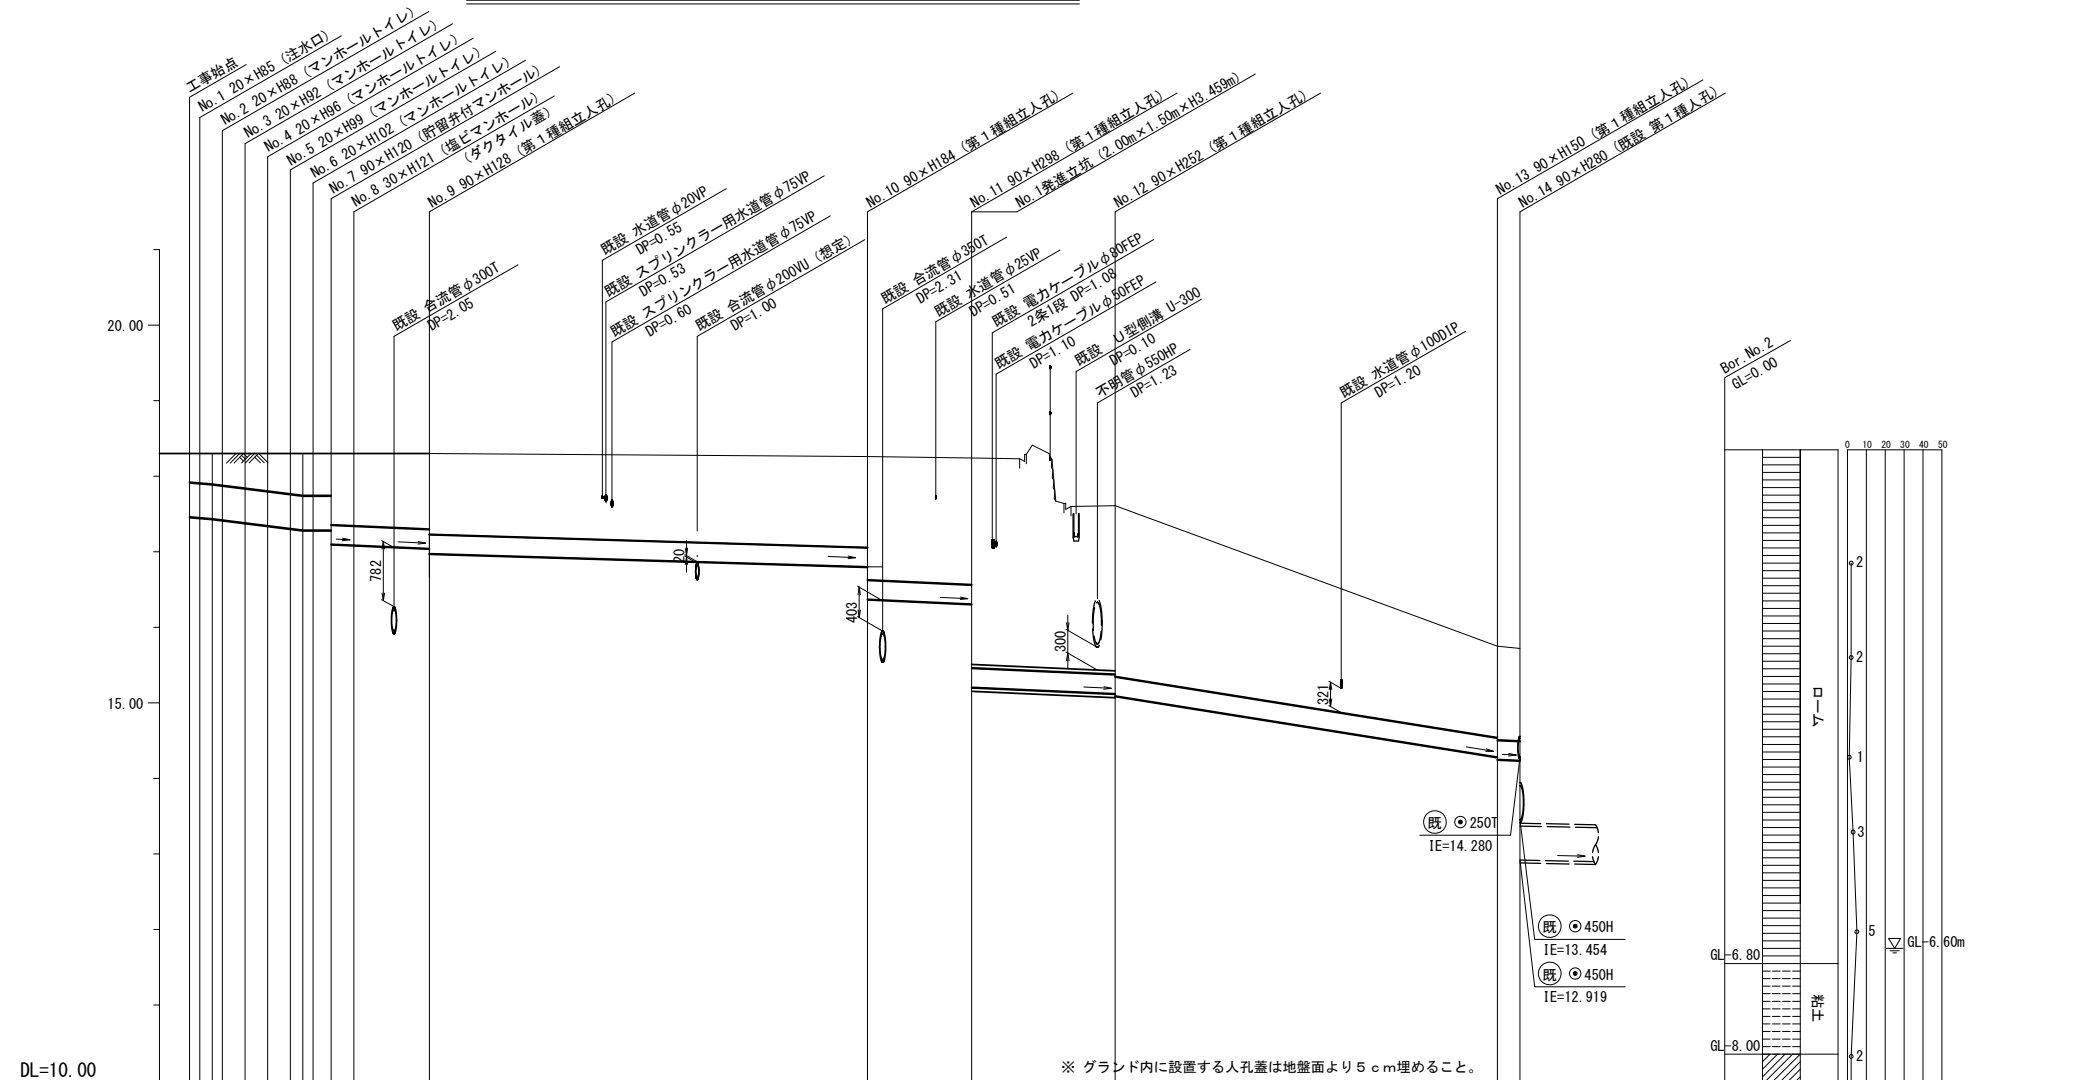 工事始点
No.1 20×H85 (注水口)
No.2 20×H88 (マンホールトイレ)
No.3 20×H92 (マンホールトイレ)
No.4 20×H96 (マンホールトイレ)
No.5 20×H99 (マンホールトイレ)
No.6 20×H102 (マンホールトイレ)
No.7 90×H120 (貯留弁付マンホール)
No.8 30×H121 (塩ビマンホール)
(ダクタイル蓋)
No.9 90×H128 (第1種組立人孔)
No.10 90×H184 (第1種組立人孔)
No.11 90×H298 (第1種組立人孔)
No.1発進立坑 (2.00m×1.50m×H3.459m)
No.12 90×H252 (第1種組立人孔)
No.13 90×H150 (第1種組立人孔)
No.14 90×H280 (既設 第1種人孔)
既設 合流管φ300T
DP=2.05
既設 水道管φ20VP
DP=0.55
既設 スプリンクラー用水道管φ75VP
DP=0.53
既設 スプリンクラー用水道管φ75VP
DP=0.60
既設 合流管φ200VU (想定)
DP=1.00
既設 合流管φ350T
DP=2.31
既設 水道管φ25VP
DP=0.51
既設 電力ケーブルφ80FEP
2条1段 DP=1.08
既設 電力ケーブルφ50FEP
DP=1.10
既設 U型側溝 U-300
DP=0.10
不明管φ550HP
DP=1.23
既設 水道管φ100DIP
DP=1.20
Bor.No.2
GL=0.00
20.00
15.00
DL=10.00
782
20
403
300
321
既 250T
IE=14.280
既 450H
IE=13.454
既 450H
IE=12.919
0 10 20 30 40 50
2
2
1
3
5
2
ローム
粘土
GL-6.60m
GL-6.80
GL-8.00
※ グランド内に設置する人孔蓋は地盤面より5cm埋めること。